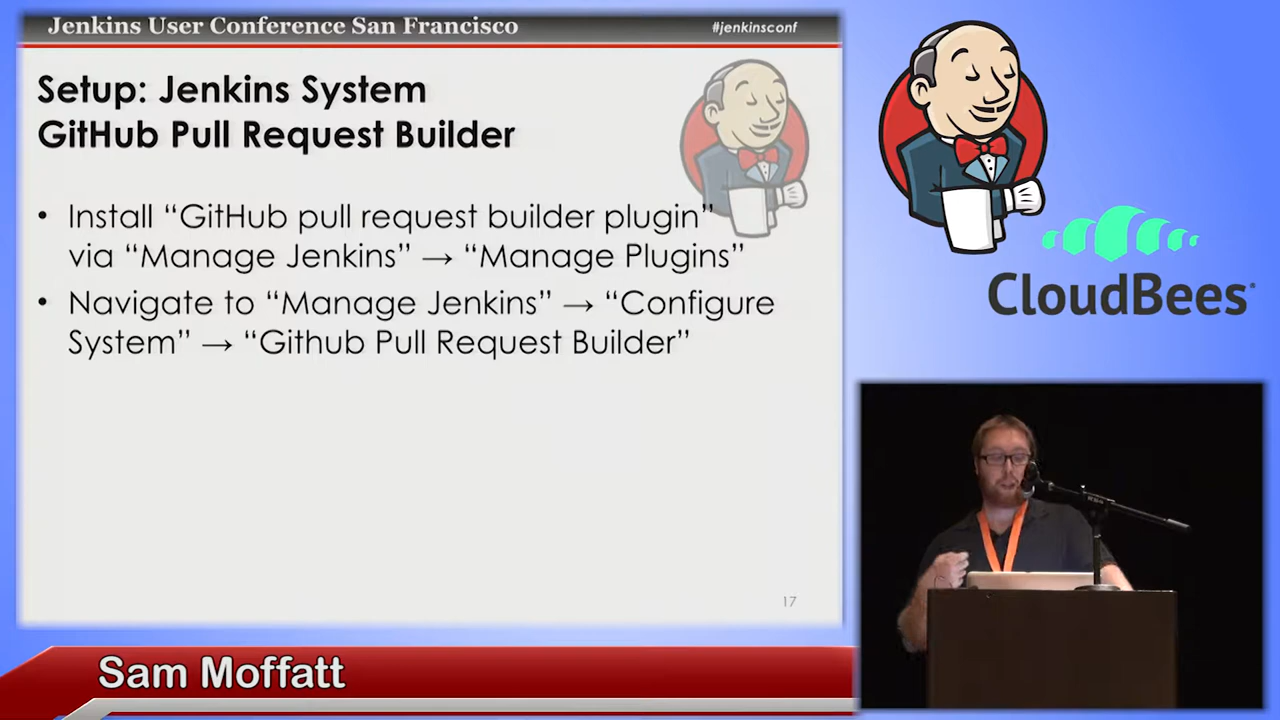 Jenkins User Conference San Francisco
#jenkinsconf
Setup: Jenkins System
GitHub Pull Request Builder
• Install “GitHub pull request builder plugin”
via “Manage Jenkins” → “Manage Plugins”
• Navigate to “Manage Jenkins” → “Configure
System” → “Github Pull Request Builder”
17
CloudBees
Sam Moffatt